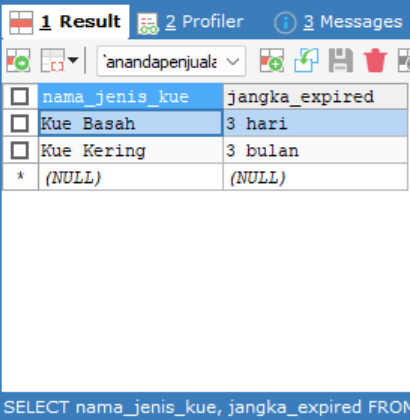 1 Result 2 Profiler 3 Messages
`anandapenjuala
nama_jenis_kue jangka_expired
Kue Basah 3 hari
Kue Kering 3 bulan
* (NULL) (NULL)
SELECT nama_jenis_kue, jangka_expired FROM